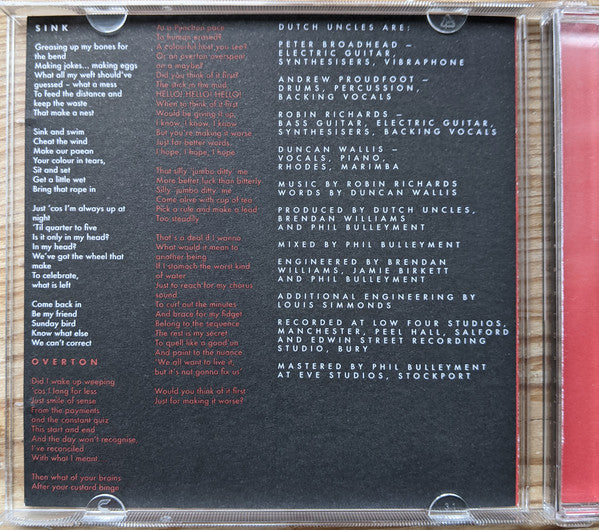 SINK
Greasing up my bones for
the bend
Making jokes... making eggs
What all my weft should've
guessed – what a mess
To feed the distance and
keep the waste
That make a nest
Sink and swim
Cheat the wind
Make our paean
Your colour in tears,
Sit and set
Get a little wet
Bring that rope in
Just 'cos I'm always up at
night
'Til quarter to five
Is it only in my head?
In my head?
We've got the wheel that
make
To celebrate,
what is left
Come back in
Be my friend
Sunday bird
Know what else
We can't correct
OVERTON
Did I wake up weeping
'cos I long for less
Just smile of sense
From the payments
and the constant quiz
This start and end
And the day won't recognise,
I've reconciled
With what I meant.
Then what of your brains
After your custard binge
To human
A colourful host you see?
Or an overton overspent
on a maybe?
Did you think of it first?
The stick in the mud
HELLO! HELLO! HELLO!
When to think of it first
Would be giving it up,
I know, I know, I know
But you're making it worse
Just for better words,
I hope, I hope, I hope
That silly 'jumbo ditty' me
More better luck than bitterly
Silly 'jumbo ditty' me
Come alive with cup of tea
Pick a rule and make a lead
Too steadily
That's a deal if I wanna
What would it mean to
another being
If I stomach the worst kind
of water
Just to reach for my chorus
sound
To curl out the minutes
And brace for my fidget
Belong to the sequence
The rest is my secret
To quell like a good un
And paint to the nuance
'We all want to live it,
but it's not gonna fix us'
Would you think of it first
Just for making it worse?
DUTCH UNCLES ARE:
PETER BROADHEAD –
ELECTRIC GUITAR,
SYNTHESISERS, VIBRAPHONE
ANDREW PROUDFOOT –
DRUMS, PERCUSSION,
BACKING VOCALS
ROBIN RICHARDS –
BASS GUITAR, ELECTRIC GUITAR,
SYNTHESISERS, BACKING VOCALS
DUNCAN WALLIS –
VOCALS, PIANO,
RHODES, MARIMBA
MUSIC BY ROBIN RICHARDS
WORDS BY DUNCAN WALLIS
PRODUCED BY DUTCH UNCLES,
BRENDAN WILLIAMS
AND PHIL BULLEYMENT
MIXED BY PHIL BULLEYMENT
ENGINEERED BY BRENDAN
WILLIAMS, JAMIE BIRKETT
AND PHIL BULLEYMENT
ADDITIONAL ENGINEERING BY
LOUIS SIMMONDS
RECORDED AT LOW FOUR STUDIOS,
MANCHESTER, PEEL HALL, SALFORD
AND EDWIN STREET RECORDING
STUDIO, BURY
MASTERED BY PHIL BULLEYMENT
AT EVE STUDIOS, STOCKPORT